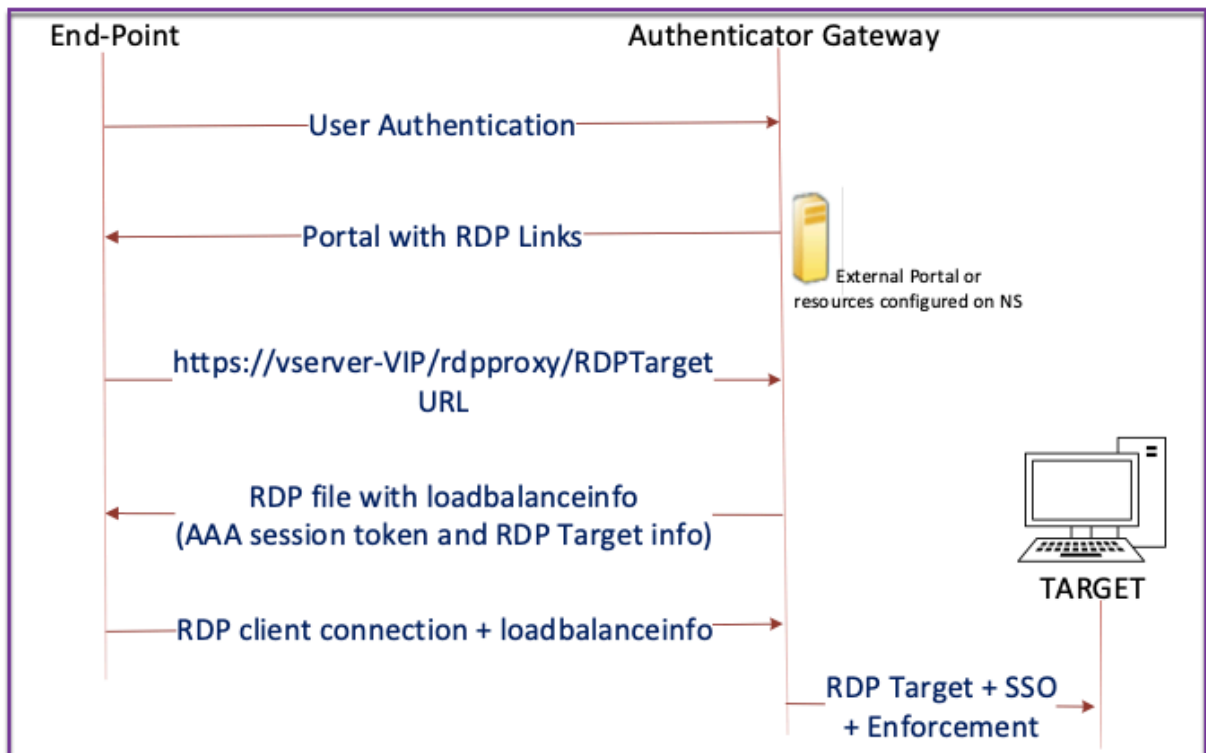 End-Point
Authenticator Gateway
User Authentication
Portal with RDP Links
External Portal or
resources configured on NS
https://vserver-VIP/rdpproxy/RDPTarget
URL
RDP file with loadbalanceinfo
(AAA session token and RDP Target info)
TARGET
RDP client connection + loadbalanceinfo
RDP Target + SSO
+ Enforcement